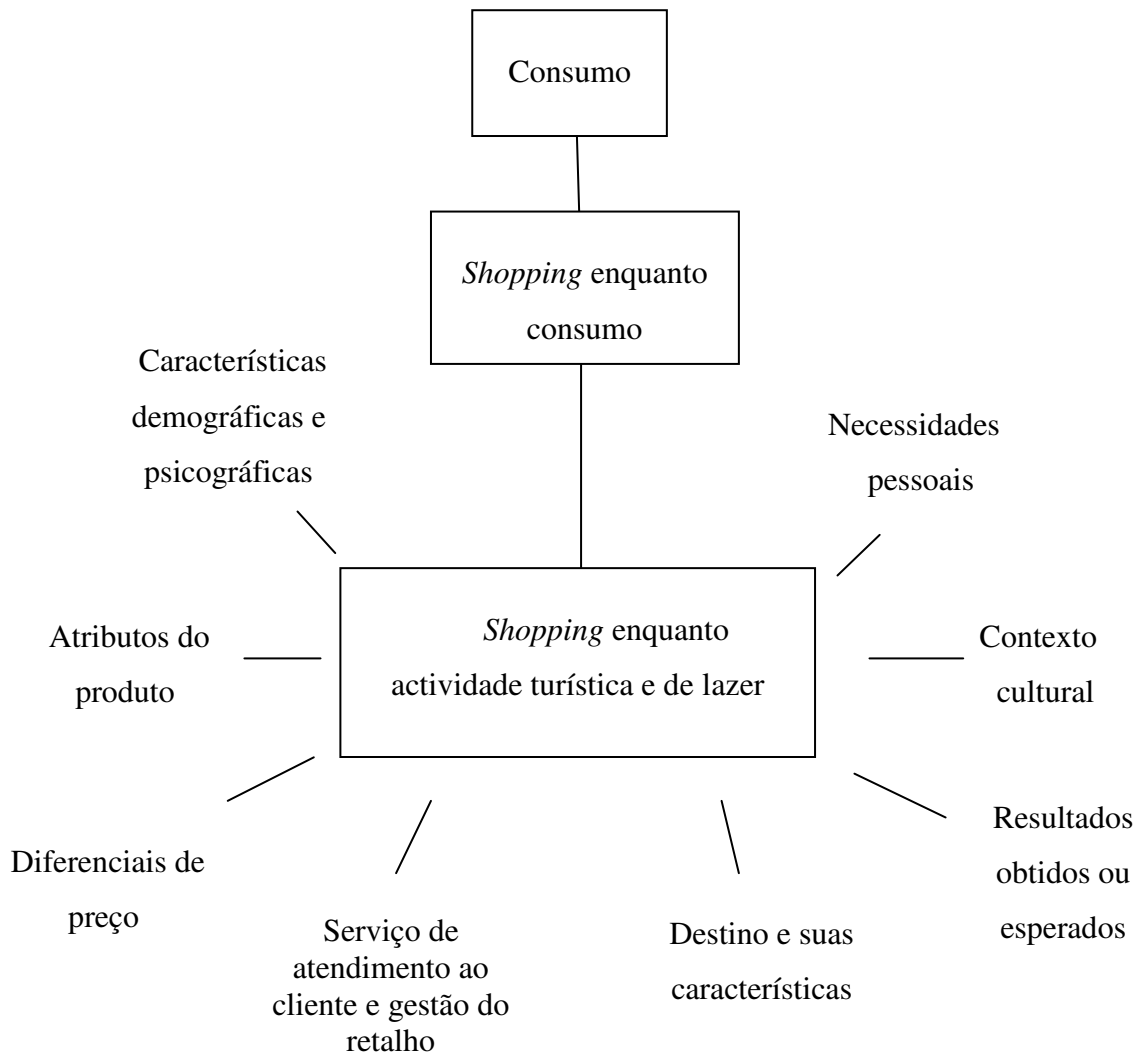 Consumo
Shopping enquanto
consumo
Características
demográficas e
psicográficas
Necessidades
pessoais
Shopping enquanto
actividade turística e de lazer
Atributos do
produto
Contexto
cultural
Diferenciais de
preço
Resultados
obtidos ou
esperados
Serviço de
atendimento ao
cliente e gestão do
retalho
Destino e suas
características